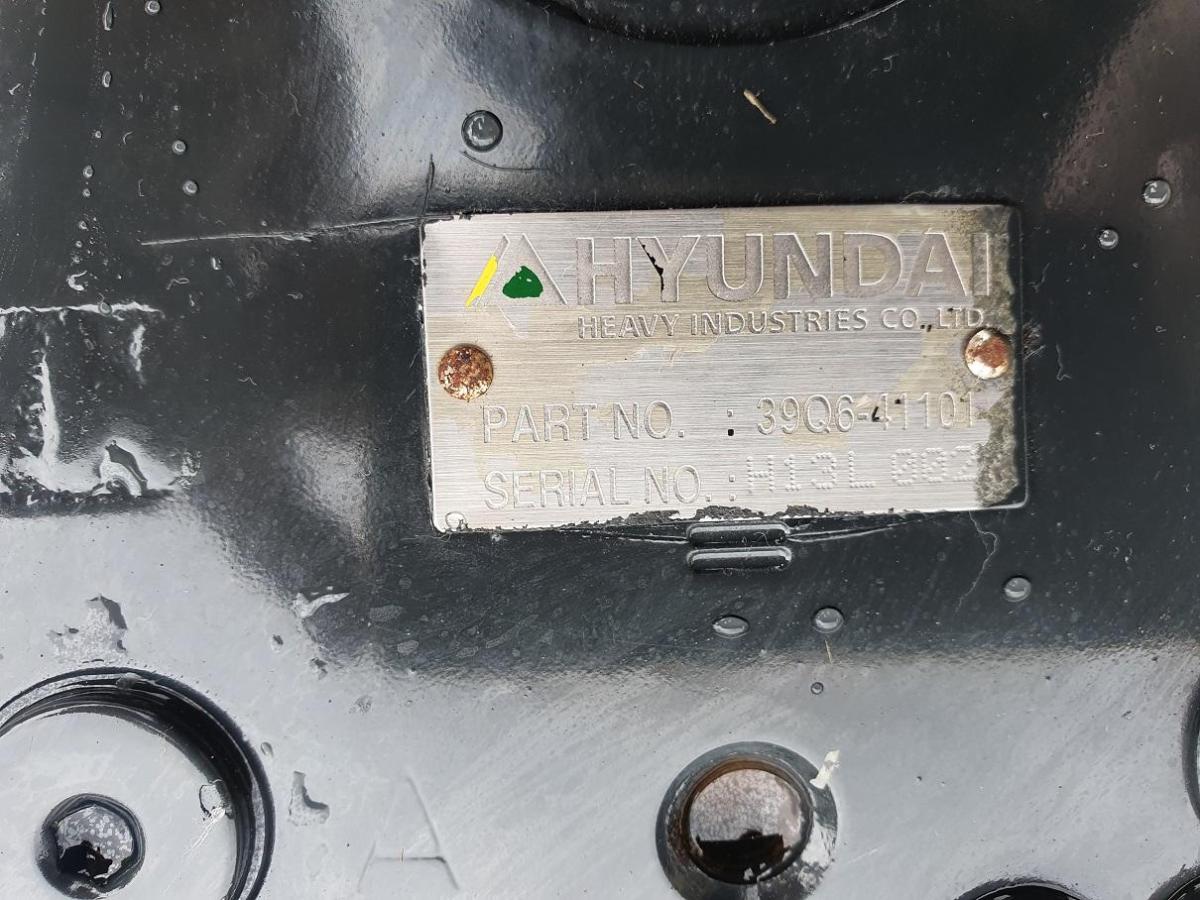 HYUNDAI
HEAVY INDUSTRIES CO., LTD.
PART NO. : 39Q6-41101
SERIAL NO. : H13L 002
A